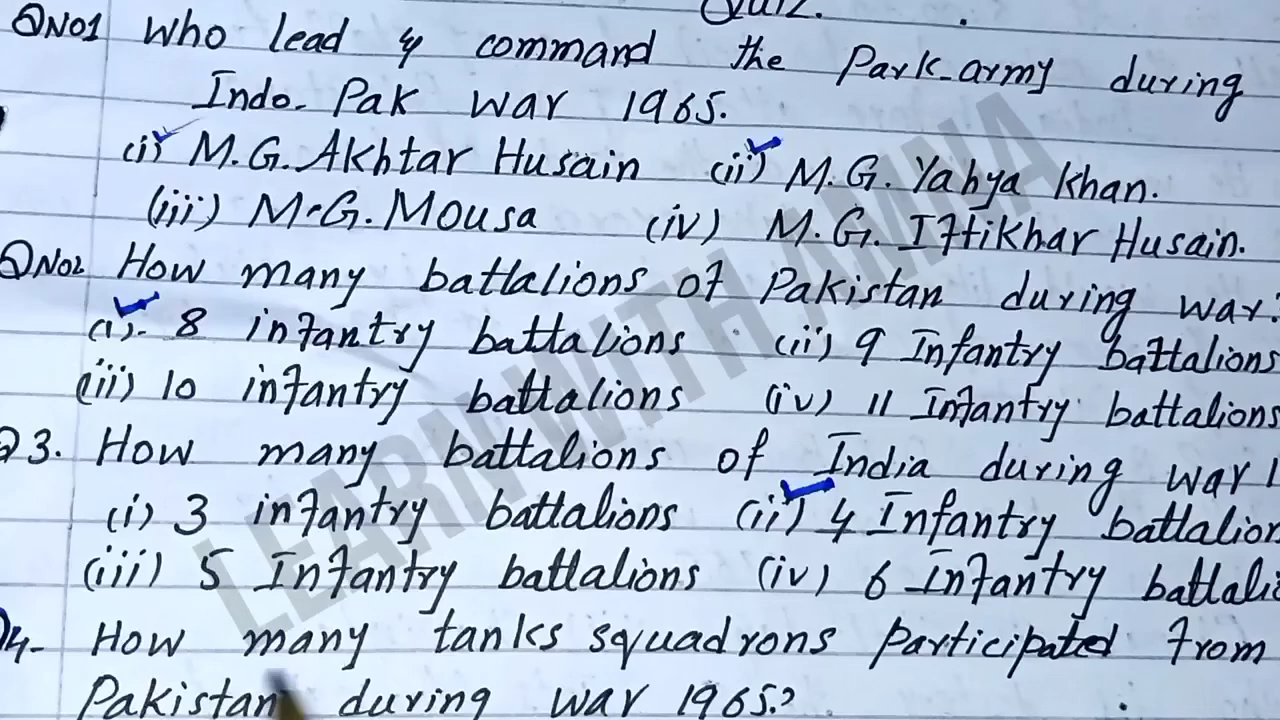 Quiz.
QNO1 Who lead & command the Park-army during
Indo-Pak war 1965.
(i) M.G. Akhtar Husain (ii) M.G. Yahya Khan.
(iii) M.G. Mousa (iv) M.G. Iftikhar Husain.
QNO2 How many batlalions of Pakistan during war?
(i)- 8 infantry battalions (ii) 9 Infantry battalions
(iii) 10 infantry battalions (iv) 11 Infantry battalions
Q3. How many battalions of India during war
(i) 3 infantry battalions (ii) 4 Infantry battalion
(iii) 5 Infantry battalions (iv) 6 Infantry battali
Q4- How many tanks squadrons participated from
Pakistan during war 1965?
LEARN WITH AMNA